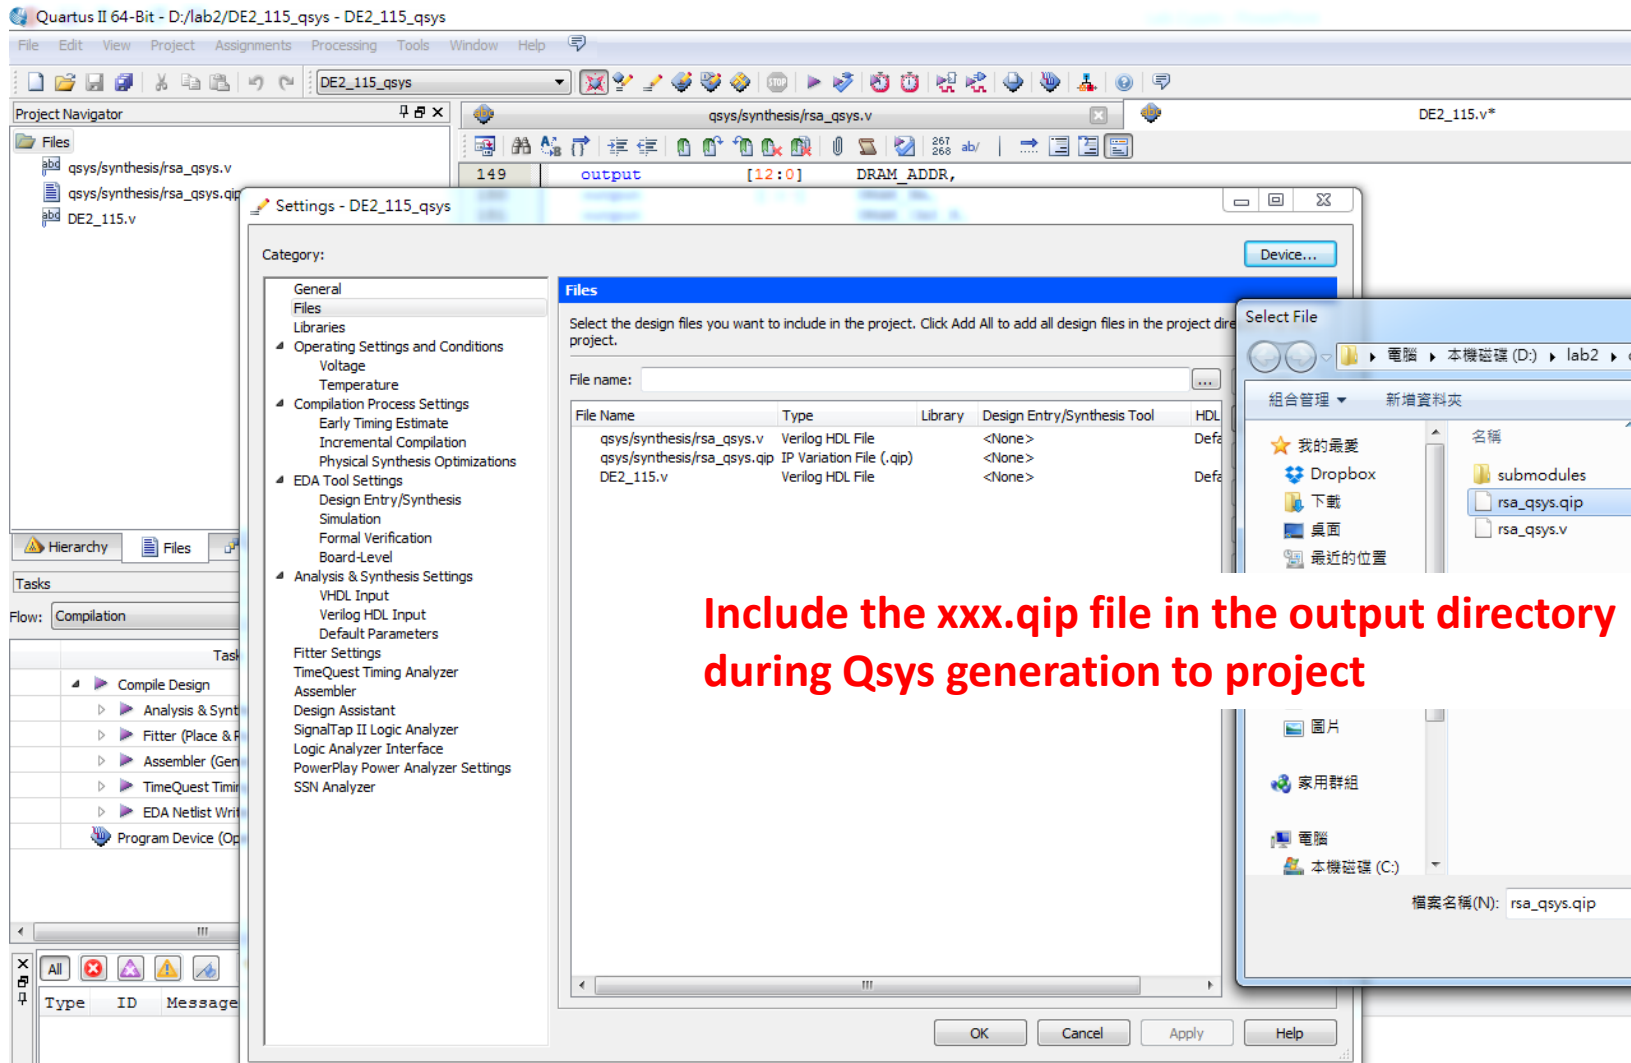 Quartus II 64-Bit - D:/lab2/DE2_115_qsys - DE2_115_qsys
File Edit View Project Assignments Processing Tools Window Help
DE2_115_qsys
Project Navigator
qsys/synthesis/rsa_qsys.v
DE2_115.v*
Files
qsys/synthesis/rsa_qsys.v
qsys/synthesis/rsa_qsys.qip
DE2_115.v
267
268
ab/
149 output [12:0] DRAM_ADDR,
Settings - DE2_115_qsys
Category:
Device...
General
Files
Libraries
Operating Settings and Conditions
Voltage
Temperature
Compilation Process Settings
Early Timing Estimate
Incremental Compilation
Physical Synthesis Optimizations
EDA Tool Settings
Design Entry/Synthesis
Simulation
Formal Verification
Board-Level
Analysis & Synthesis Settings
VHDL Input
Verilog HDL Input
Default Parameters
Fitter Settings
TimeQuest Timing Analyzer
Assembler
Design Assistant
SignalTap II Logic Analyzer
Logic Analyzer Interface
PowerPlay Power Analyzer Settings
SSN Analyzer
Files
Select the design files you want to include in the project. Click Add All to add all design files in the project dire
project.
File name:
...
File Name Type Library Design Entry/Synthesis Tool HDL
qsys/synthesis/rsa_qsys.v Verilog HDL File <None> Defa
qsys/synthesis/rsa_qsys.qip IP Variation File (.qip) <None>
DE2_115.v Verilog HDL File <None> Defa
OK Cancel Apply Help
Select File
電腦 本機磁碟 (D:) lab2
組合管理 新增資料夾
我的最愛
Dropbox
下載
桌面
最近的位置
圖片
家用群組
電腦
本機磁碟 (C:)
名稱
submodules
rsa_qsys.qip
rsa_qsys.v
檔案名稱(N): rsa_qsys.qip
Include the xxx.qip file in the output directory
during Qsys generation to project
Hierarchy Files
Tasks
Flow: Compilation
Task
Compile Design
Analysis & Synt
Fitter (Place & R
Assembler (Gen
TimeQuest Timin
EDA Netlist Writ
Program Device (Op
All
Type ID Message